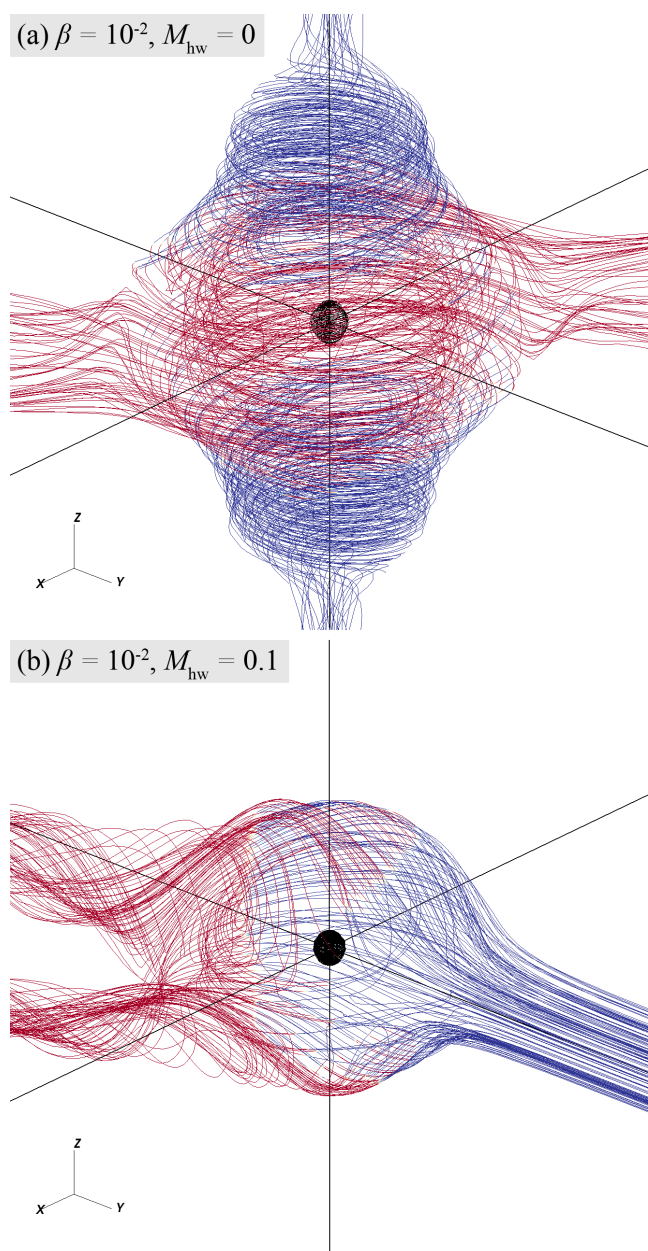 (a) β = 10⁻², M_hw = 0
Z
X Y
(b) β = 10⁻², M_hw = 0.1
Z
X Y